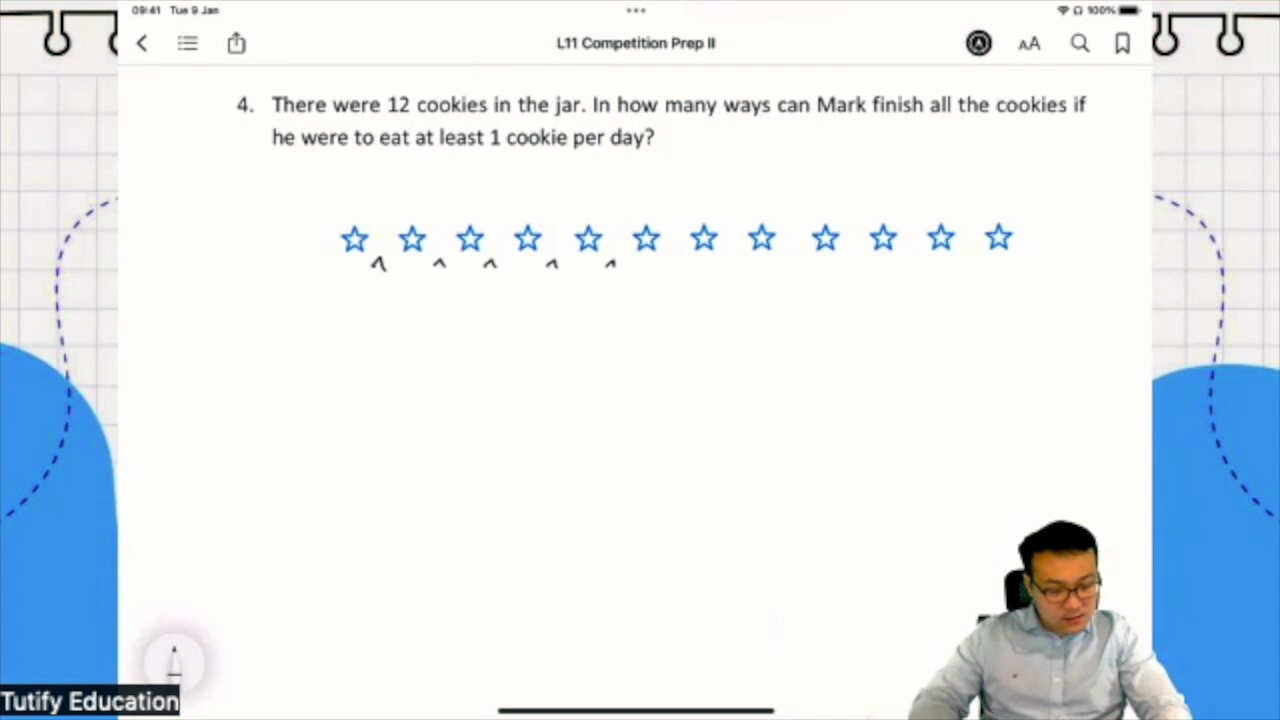 09:41 Tue 9 Jan
100%
L11 Competition Prep II
AA
4. There were 12 cookies in the jar. In how many ways can Mark finish all the cookies if
he were to eat at least 1 cookie per day?
Tutify Education